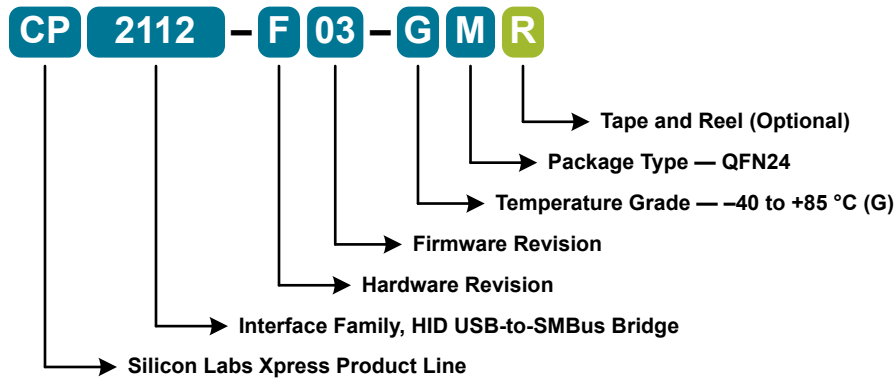 CP 2112 – F 03 – G M R
Tape and Reel (Optional)
Package Type — QFN24
Temperature Grade — –40 to +85 °C (G)
Firmware Revision
Hardware Revision
Interface Family, HID USB-to-SMBus Bridge
Silicon Labs Xpress Product Line